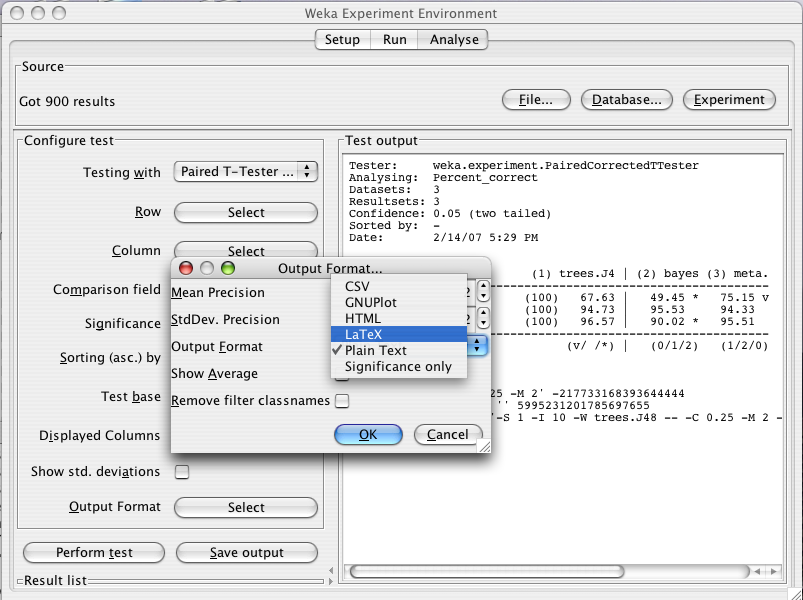 Weka Experiment Environment
Setup Run Analyse
Source
Got 900 results
File... Database... Experiment
Configure test
Testing with Paired T-Tester ...
Row Select
Column Select
Comparison field
Significance
Sorting (asc.) by
Test base
Displayed Columns
Show std. deviations
Output Format Select
Perform test Save output
Result list
Test output
Tester: weka.experiment.PairedCorrectedTTester
Analysing: Percent_correct
Datasets: 3
Resultsets: 3
Confidence: 0.05 (two tailed)
Sorted by: -
Date: 2/14/07 5:29 PM
(1) trees.J4 | (2) bayes (3) meta.
(100) 67.63 | 49.45 * 75.15 v
(100) 94.73 | 95.53 94.33
(100) 96.57 | 90.02 * 95.51
(v/ /*) | (0/1/2) (1/2/0)
25 -M 2' -217733168393644444
'' 5995231201785697655
'-S 1 -I 10 -W trees.J48 -- -C 0.25 -M 2 -
Output Format...
Mean Precision 2
StdDev. Precision 2
Output Format
Show Average
Remove filter classnames
OK Cancel
CSV
GNUPlot
HTML
LaTeX
✓Plain Text
Significance only